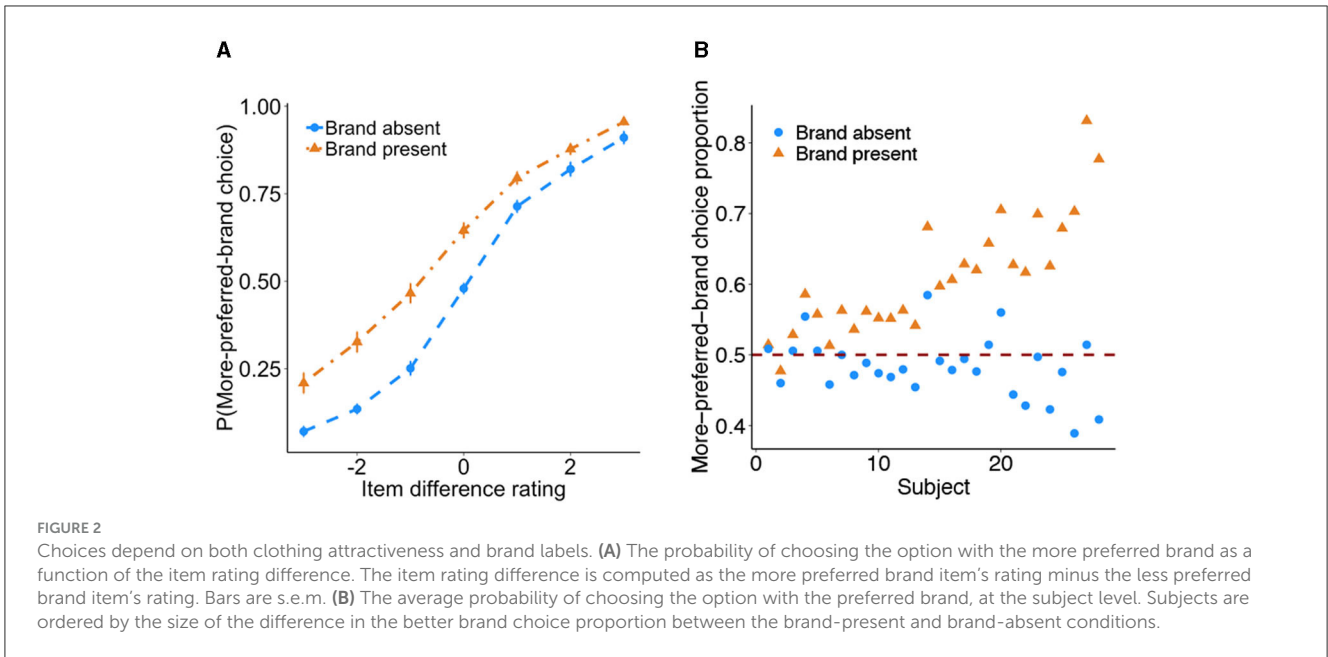 A
B
P(More-preferred-brand choice)
1.00
0.75
0.50
0.25
Brand absent
Brand present
-2
0
2
Item difference rating
More−preferred−brand choice proportion
0.8
0.7
0.6
0.5
0.4
Brand absent
Brand present
0
10
20
Subject
FIGURE 2
Choices depend on both clothing attractiveness and brand labels. (A) The probability of choosing the option with the more preferred brand as a
function of the item rating difference. The item rating difference is computed as the more preferred brand item's rating minus the less preferred
brand item's rating. Bars are s.e.m. (B) The average probability of choosing the option with the preferred brand, at the subject level. Subjects are
ordered by the size of the difference in the better brand choice proportion between the brand-present and brand-absent conditions.